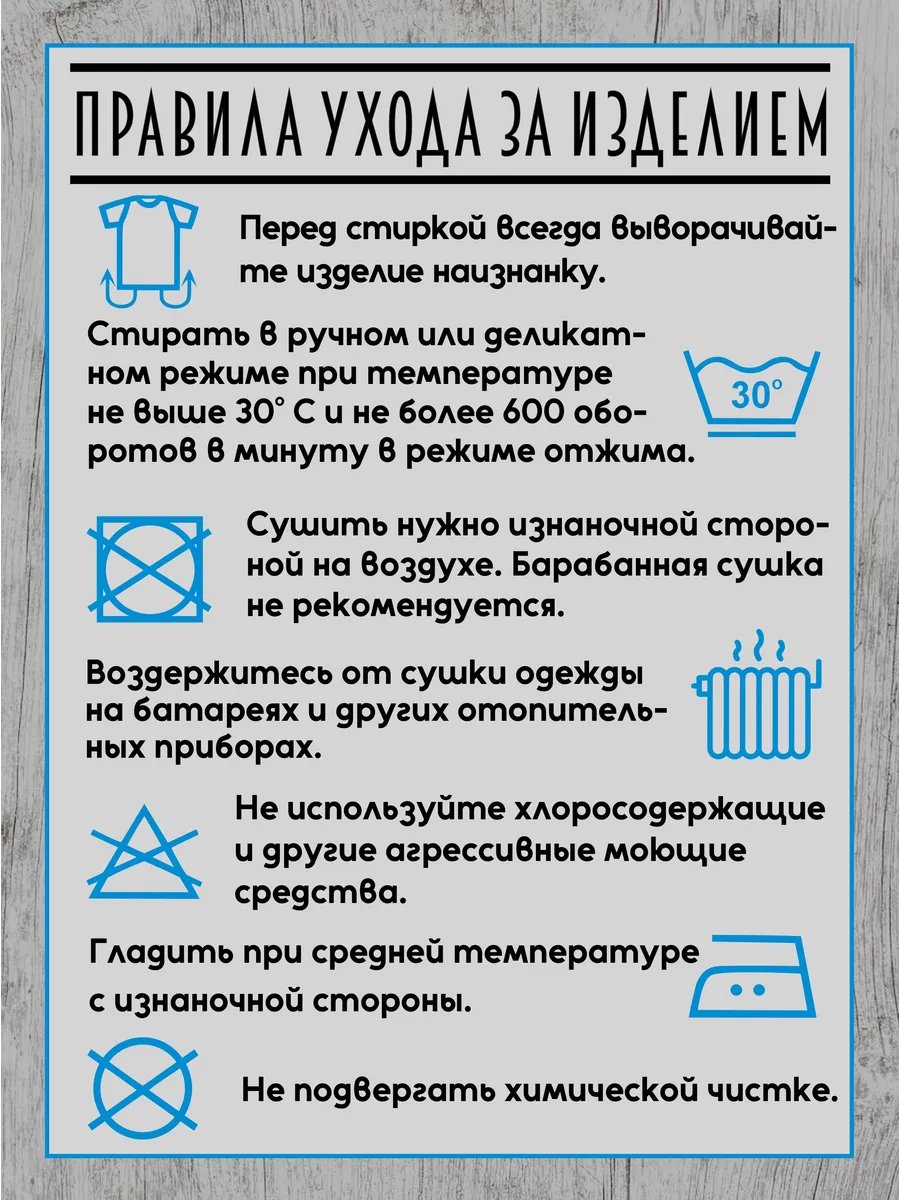 ПРАВИЛА УХОДА ЗА ИЗДЕЛИЕМ
Перед стиркой всегда выворачивай-
те изделие наизнанку.
Стирать в ручном или деликат-
ном режиме при температуре
не выше 30° С и не более 600 обо-
ротов в минуту в режиме отжима.
30°
Сушить нужно изнаночной сторо-
ной на воздухе. Барабанная сушка
не рекомендуется.
Воздержитесь от сушки одежды
на батареях и других отопитель-
ных приборах.
Не используйте хлоросодержащие
и другие агрессивные моющие
средства.
Гладить при средней температуре
с изнаночной стороны.
Не подвергать химической чистке.